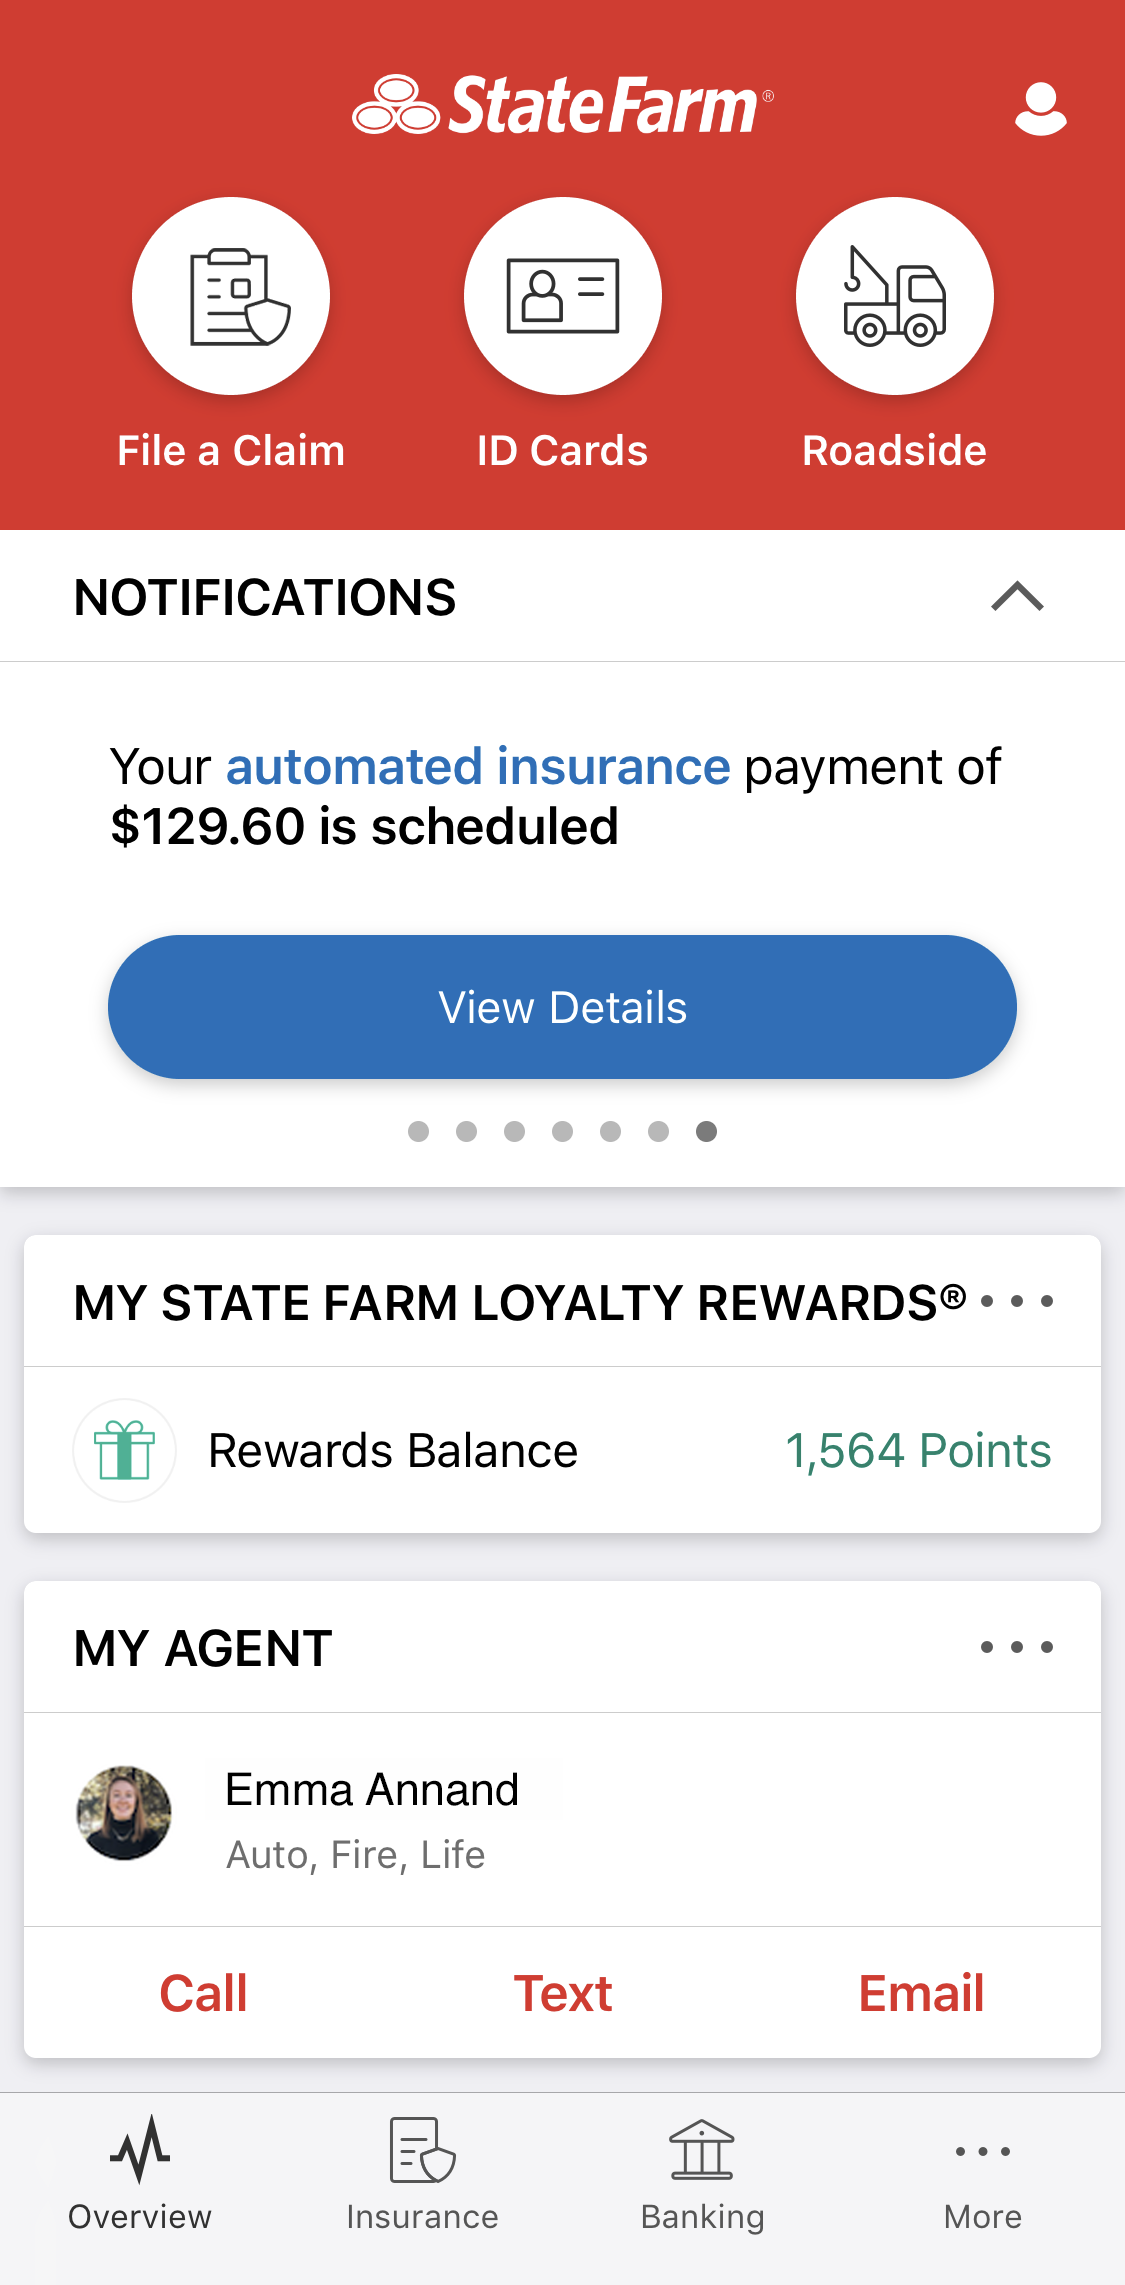 StateFarm®
File a Claim
ID Cards
Roadside
NOTIFICATIONS
Your automated insurance payment of
$129.60 is scheduled
View Details
MY STATE FARM LOYALTY REWARDS®
Rewards Balance
1,564 Points
MY AGENT
Emma Annand
Auto, Fire, Life
Call
Text
Email
Overview
Insurance
Banking
More